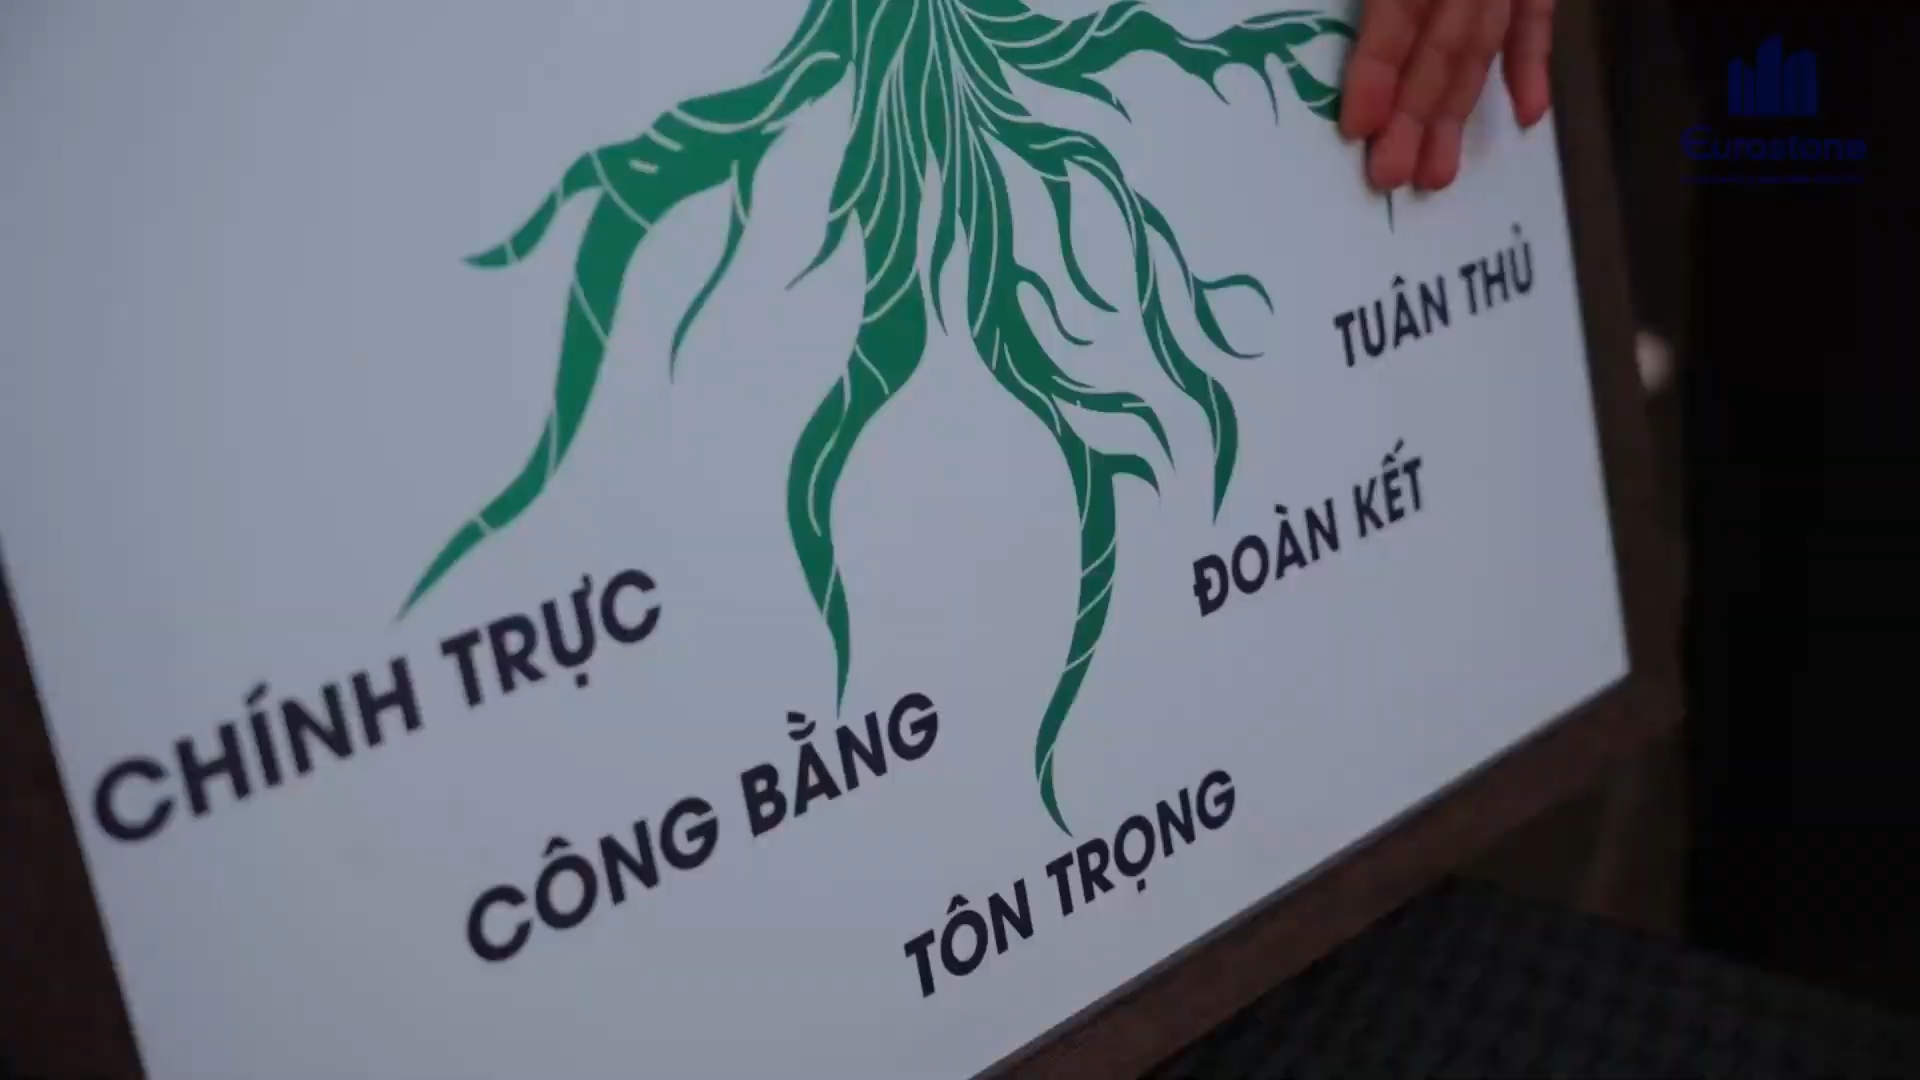 Eurostone
TUÂN THỦ
ĐOÀN KẾT
CHÍNH TRỰC
CÔNG BẰNG
TÔN TRỌNG